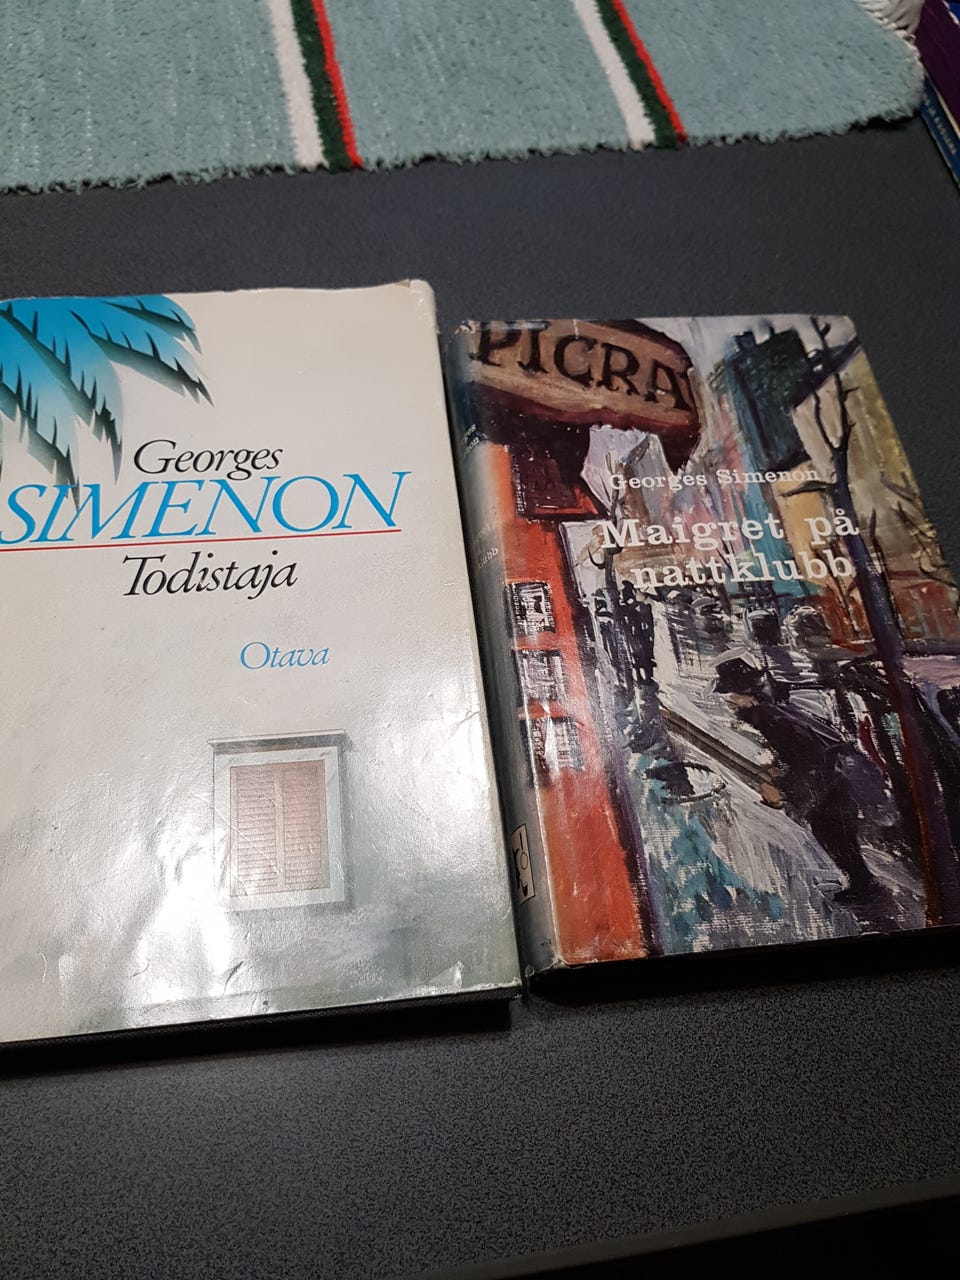 Georges
SIMENON
Todistaja
Otava
PICRA
Georges Simenon
Maigret på
nattklubb